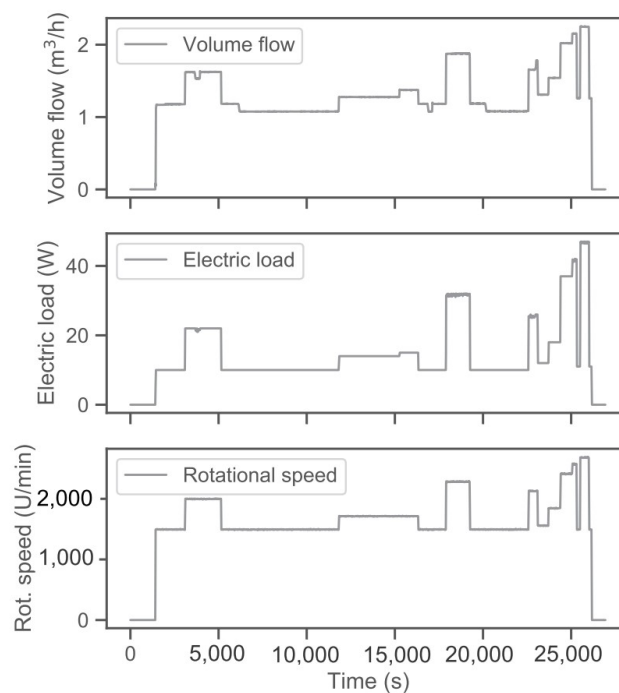 Volume flow (m³/h)
2
1
0
Volume flow
Electric load (W)
40
20
0
Electric load
Rot. speed (U/min)
2,000
1,000
0
Rotational speed
0 5,000 10,000 15,000 20,000 25,000
Time (s)